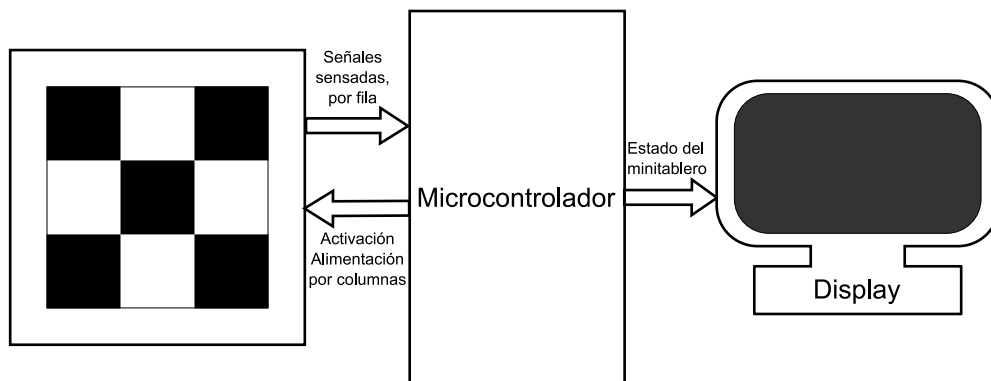 Señales
sensadas,
por fila
Activación
Alimentación
por columnas
Microcontrolador
Estado del
minitablero
Display